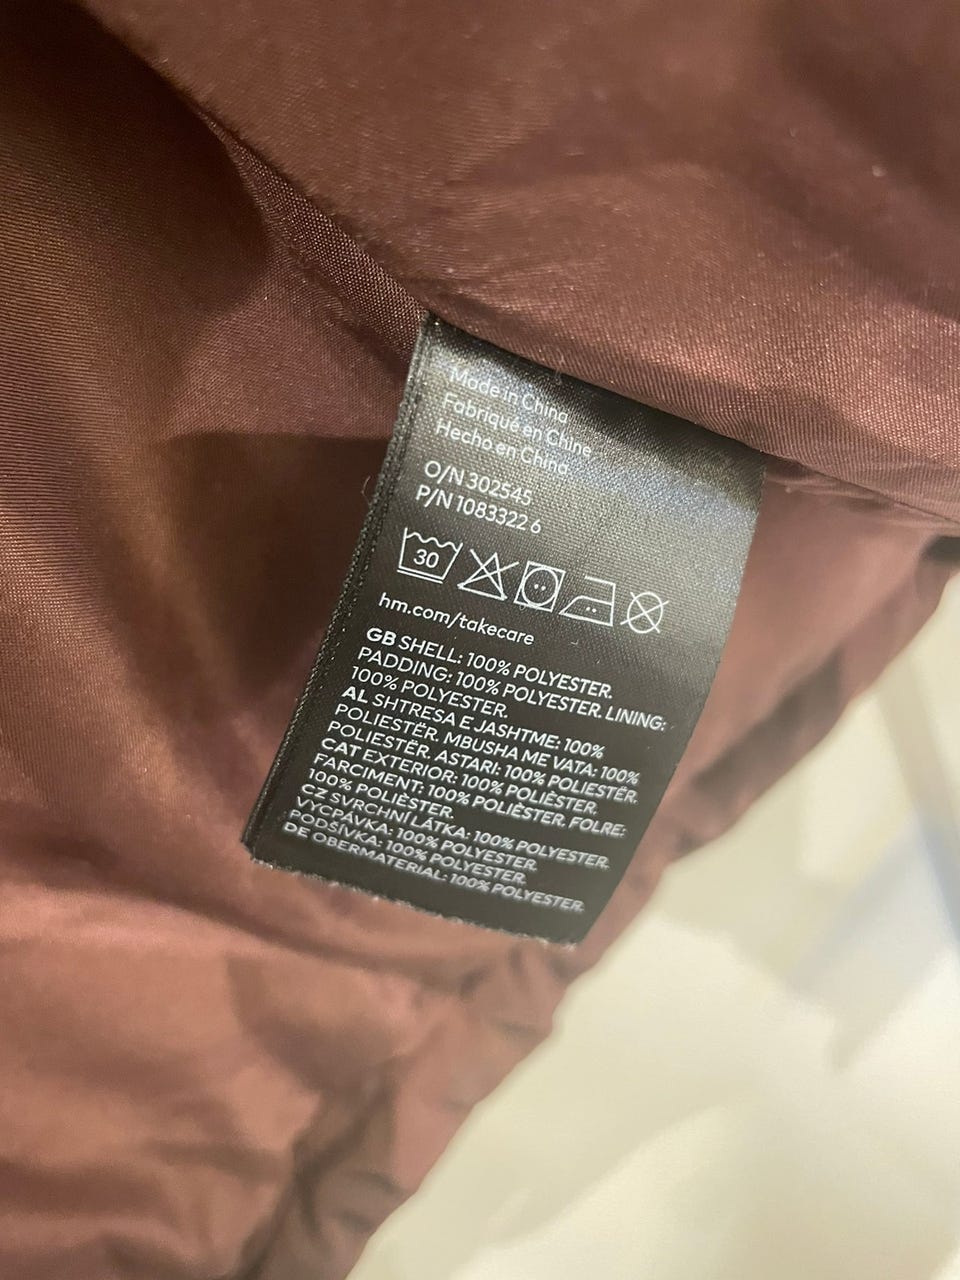 Made in China
Fabriqué en Chine
Hecho en China
O/N 302545
P/N 1083322 6
30
hm.com/takecare
GB SHELL: 100% POLYESTER.
PADDING: 100% POLYESTER. LINING:
100% POLYESTER.
AL SHTRESA E JASHTME: 100%
POLIESTËR. MBUSHA ME VATA: 100%
POLIESTËR. ASTARI: 100% POLIESTËR.
CAT EXTERIOR: 100% POLIÈSTER.
FARCIMENT: 100% POLIÈSTER. FOLRE:
100% POLIÈSTER.
CZ SVRCHNÍ LÁTKA: 100% POLYESTER.
VYCPÁVKA: 100% POLYESTER.
PODŠÍVKA: 100% POLYESTER.
DE OBERMATERIAL: 100% POLYESTER.